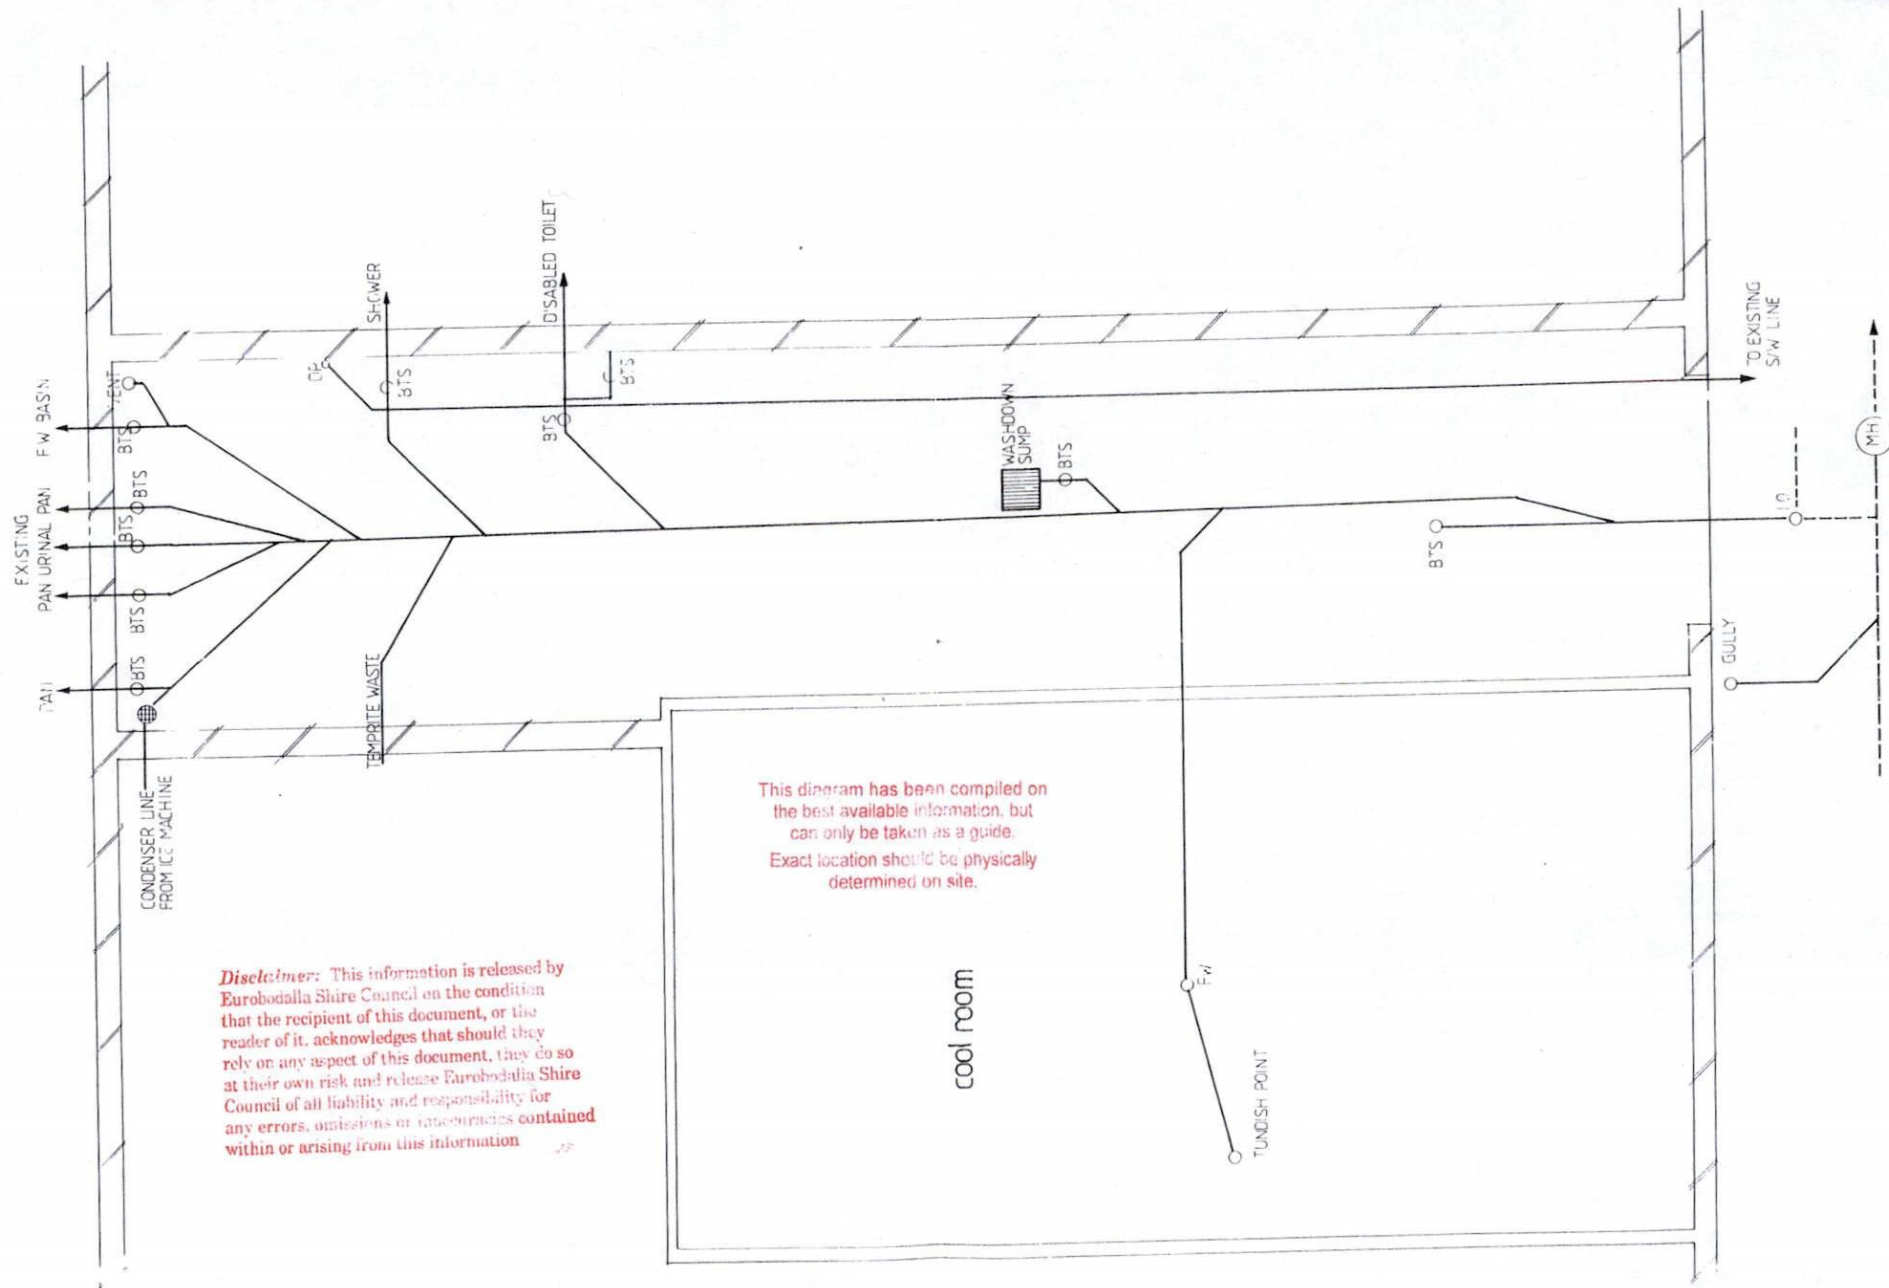 EXISTING
PAN
PAN
URINAL
PAN
F W BASIN
BTS
BTS
BTS
BTS
BTS
VENT
DP
SHOWER
BTS
DISABLED TOILET
BTS
BTS
WASHDOWN
SUMP
BTS
TO EXISTING
S/W LINE
MH
I O
BTS
GULLY
TEMPRITE WASTE
CONDENSER LINE
FROM ICE MACHINE
This diagram has been compiled on
the best available information, but
can only be taken as a guide.
Exact location should be physically
determined on site.
cool room
FW
TUNDISH POINT
Disclaimer: This information is released by
Eurobodalla Shire Council on the condition
that the recipient of this document, or the
reader of it, acknowledges that should they
rely on any aspect of this document, they do so
at their own risk and release Eurobodalla Shire
Council of all liability and responsibility for
any errors, omissions or inaccuracies contained
within or arising from this information